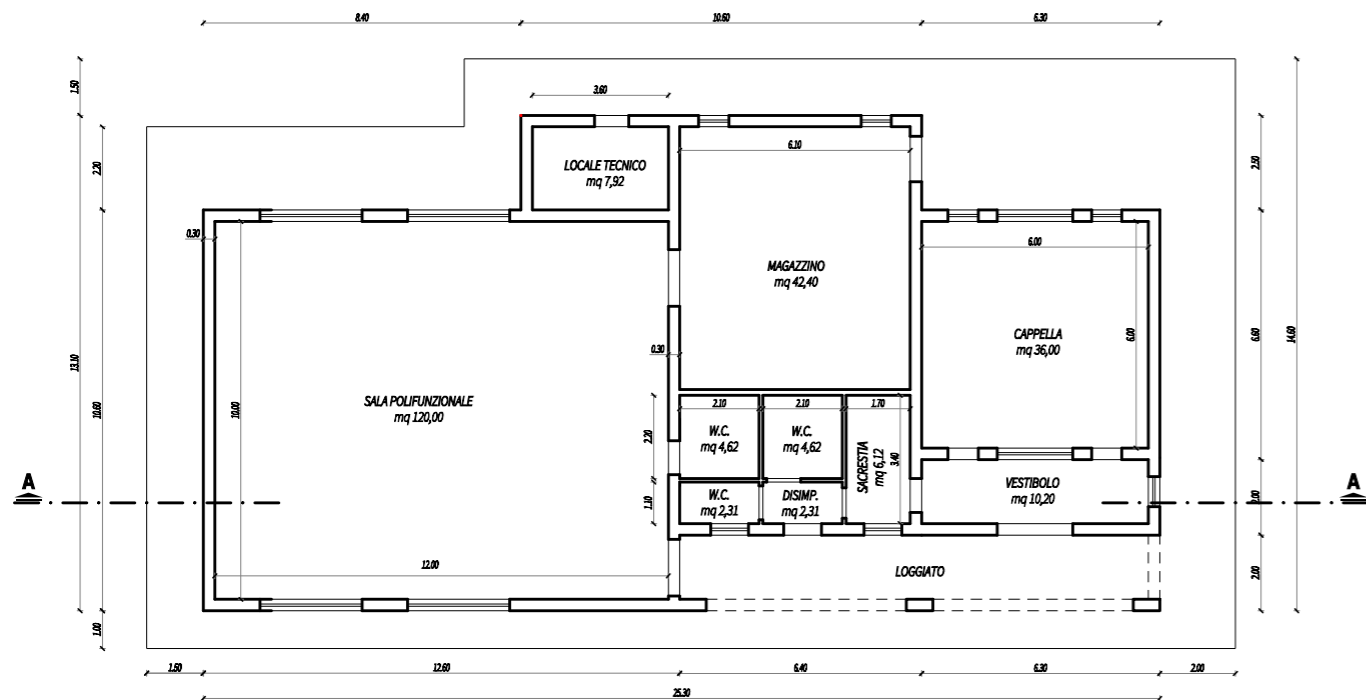 8.40
10.60
6.30
1.50
3.60
2.20
LOCALE TECNICO
mq 7,92
6.10
2.50
0.30
6.00
MAGAZZINO
mq 42,40
13.10
14.60
6.60
CAPPELLA
mq 36,00
6.00
0.30
10.60
10.00
SALA POLIFUNZIONALE
mq 120,00
2.10
2.10
1.70
2.20
W.C.
mq 4,62
W.C.
mq 4,62
SACRESTIA
mq 6,12
3.40
A
A
VESTIBOLO
mq 10,20
2.00
1.10
W.C.
mq 2,31
DISIMP.
mq 2,31
12.00
LOGGIATO
2.00
1.00
1.50
12.60
6.40
6.30
2.00
25.30